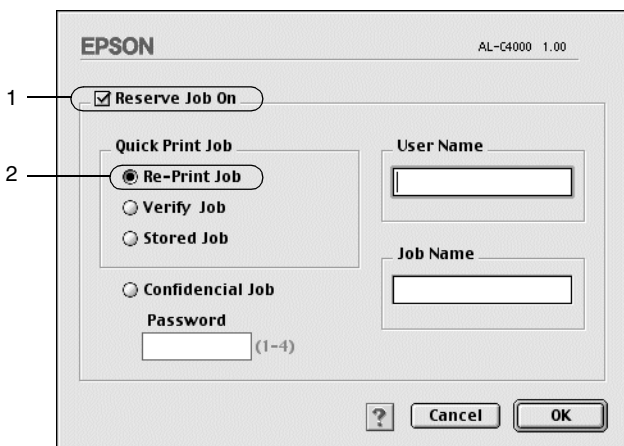 EPSON AL-C4000 1.00
1 Reserve Job On
Quick Print Job
2 Re-Print Job
Verify Job
Stored Job
Confidencial Job
Password
(1-4)
User Name
Job Name
? Cancel OK